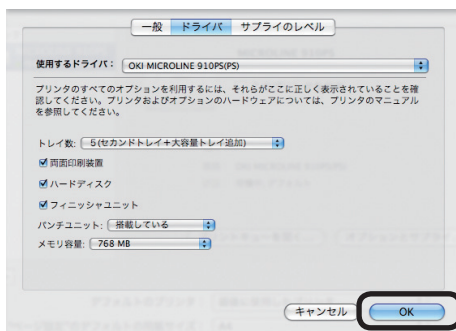 一般 ドライバ サプライのレベル
使用するドライバ： OKI MICROLINE 910PS(PS)
プリンタのすべてのオプションを利用するには、それらがここに正しく表示されていることを確
認してください。プリンタおよびオプションのハードウェアについては、プリンタのマニュアル
を参照してください。
トレイ数： 5(セカンドトレイ＋大容量トレイ追加)
両面印刷装置
ハードディスク
フィニッシャユニット
パンチユニット： 搭載している
メモリ容量： 768 MB
キャンセル OK